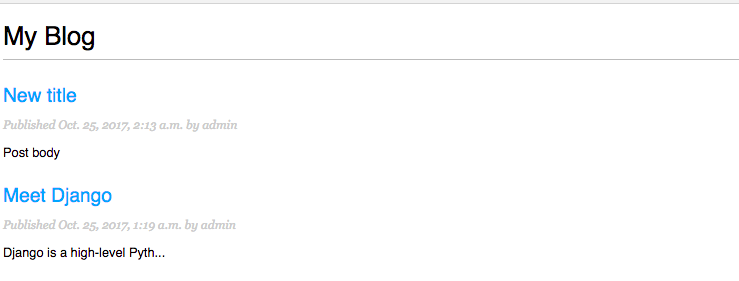 My Blog
New title
Published Oct. 25, 2017, 2:13 a.m. by admin
Post body
Meet Django
Published Oct. 25, 2017, 1:19 a.m. by admin
Django is a high-level Pyth...